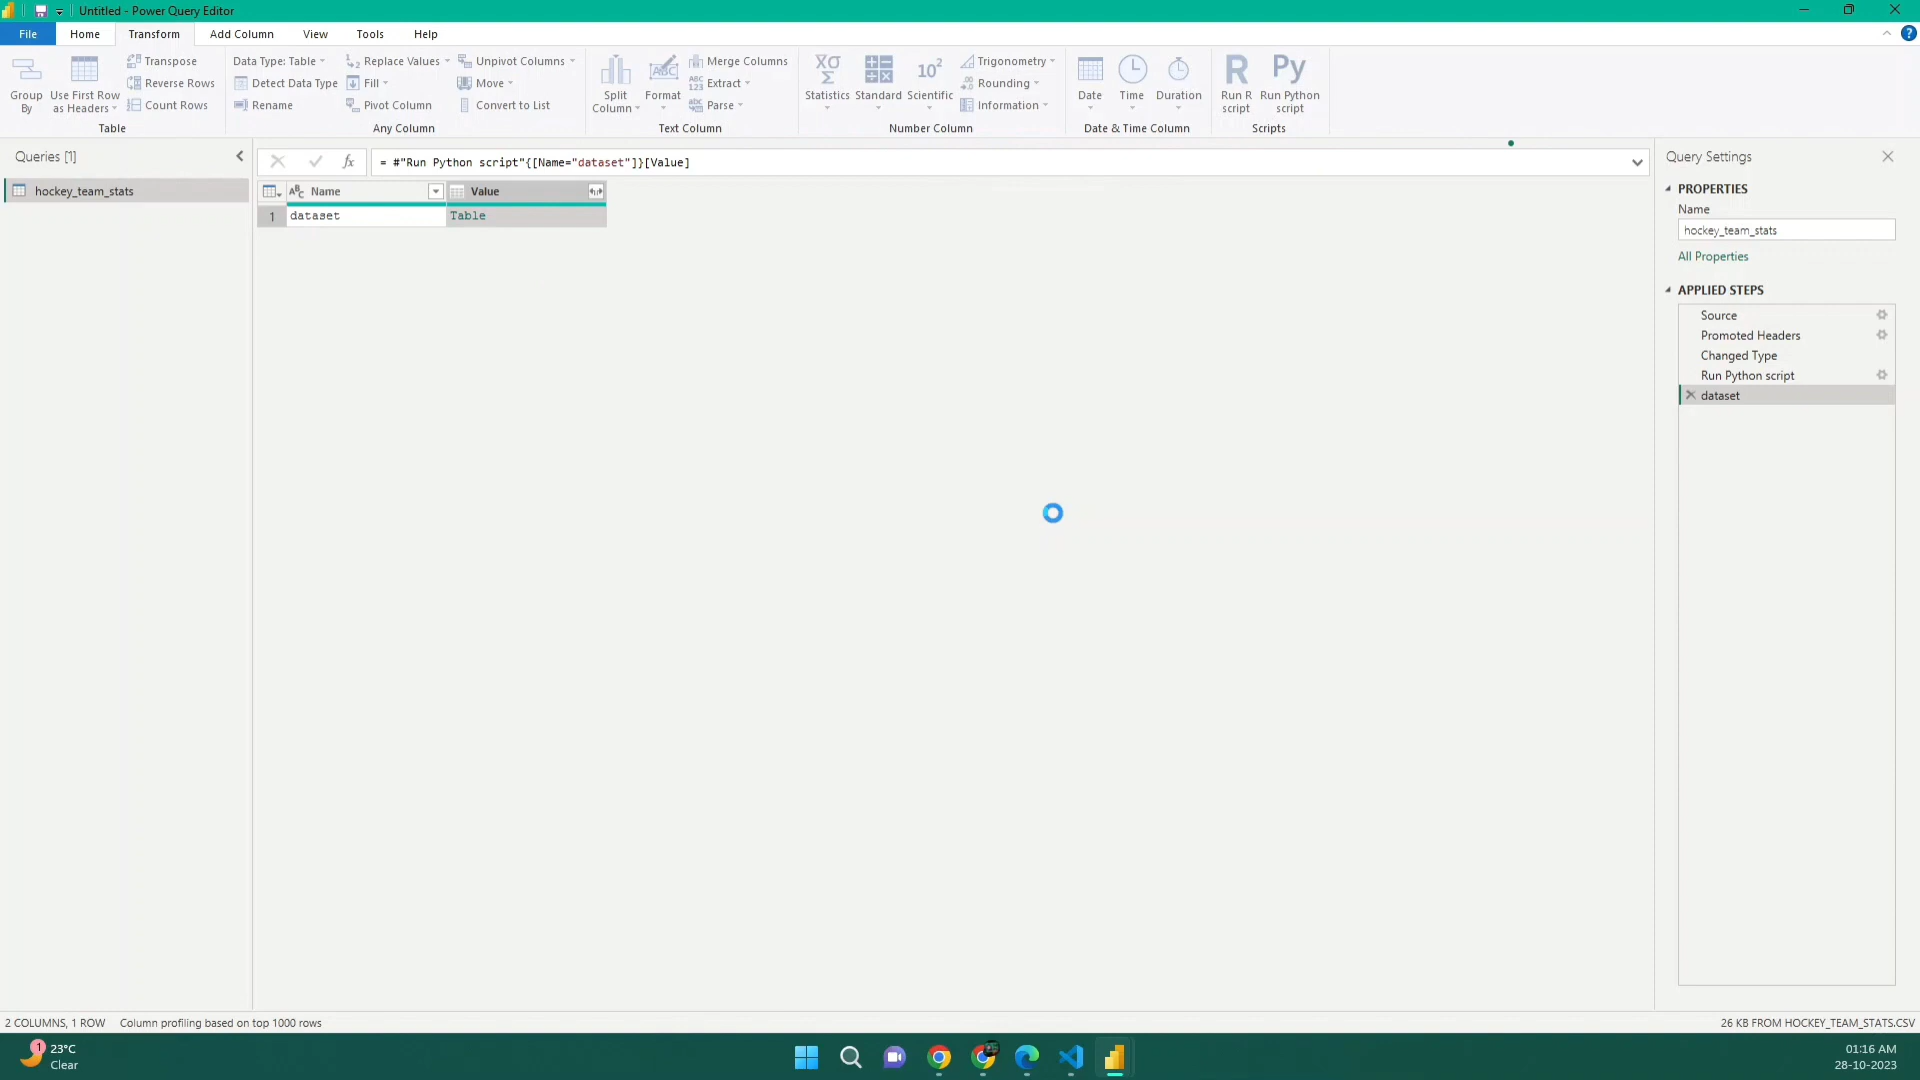 Untitled - Power Query Editor
File Home Transform Add Column View Tools Help
Group By
Use First Row as Headers
Transpose
Reverse Rows
Count Rows
Table
Data Type: Table
Detect Data Type
Rename
Replace Values
Fill
Pivot Column
Unpivot Columns
Move
Convert to List
Any Column
Split Column
Format
Merge Columns
Extract
Parse
Text Column
Statistics
Standard
Scientific
Trigonometry
Rounding
Information
Number Column
Date
Time
Duration
Date & Time Column
Run R script
Run Python script
Scripts
Queries [1]
hockey_team_stats
= #"Run Python script"{[Name="dataset"]}[Value]
Name Value
1 dataset Table
Query Settings
PROPERTIES
Name
hockey_team_stats
All Properties
APPLIED STEPS
Source
Promoted Headers
Changed Type
Run Python script
dataset
2 COLUMNS, 1 ROW Column profiling based on top 1000 rows
26 KB FROM HOCKEY_TEAM_STATS.CSV
1
23°C
Clear
01:16 AM
28-10-2023